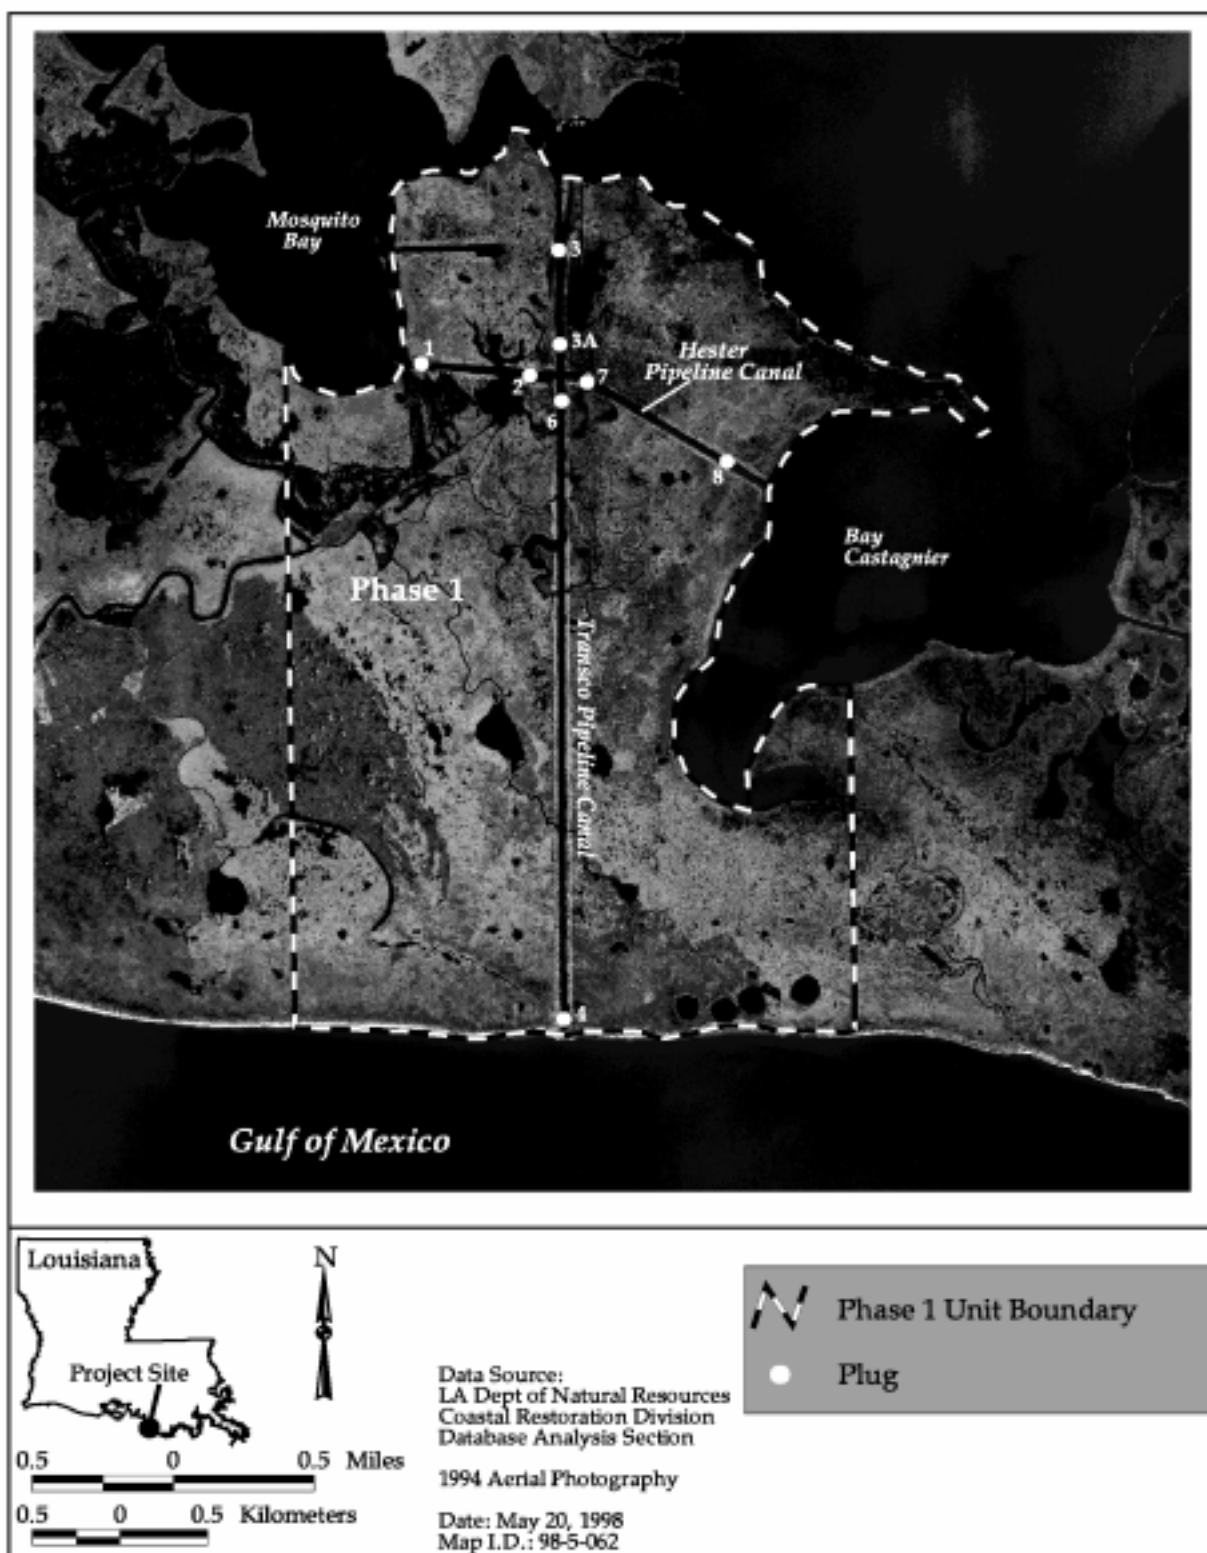 Mosquito
Bay
3
3A
1
Hester
Pipeline Canal
2
7
6
8
Bay
Castagnier
Phase 1
Transco Pipeline Canal
4
Gulf of Mexico
Louisiana
Project Site
N
0.5 0 0.5 Miles
0.5 0 0.5 Kilometers
Data Source:
LA Dept of Natural Resources
Coastal Restoration Division
Database Analysis Section
1994 Aerial Photography
Date: May 20, 1998
Map I.D.: 98-5-062
Phase 1 Unit Boundary
Plug